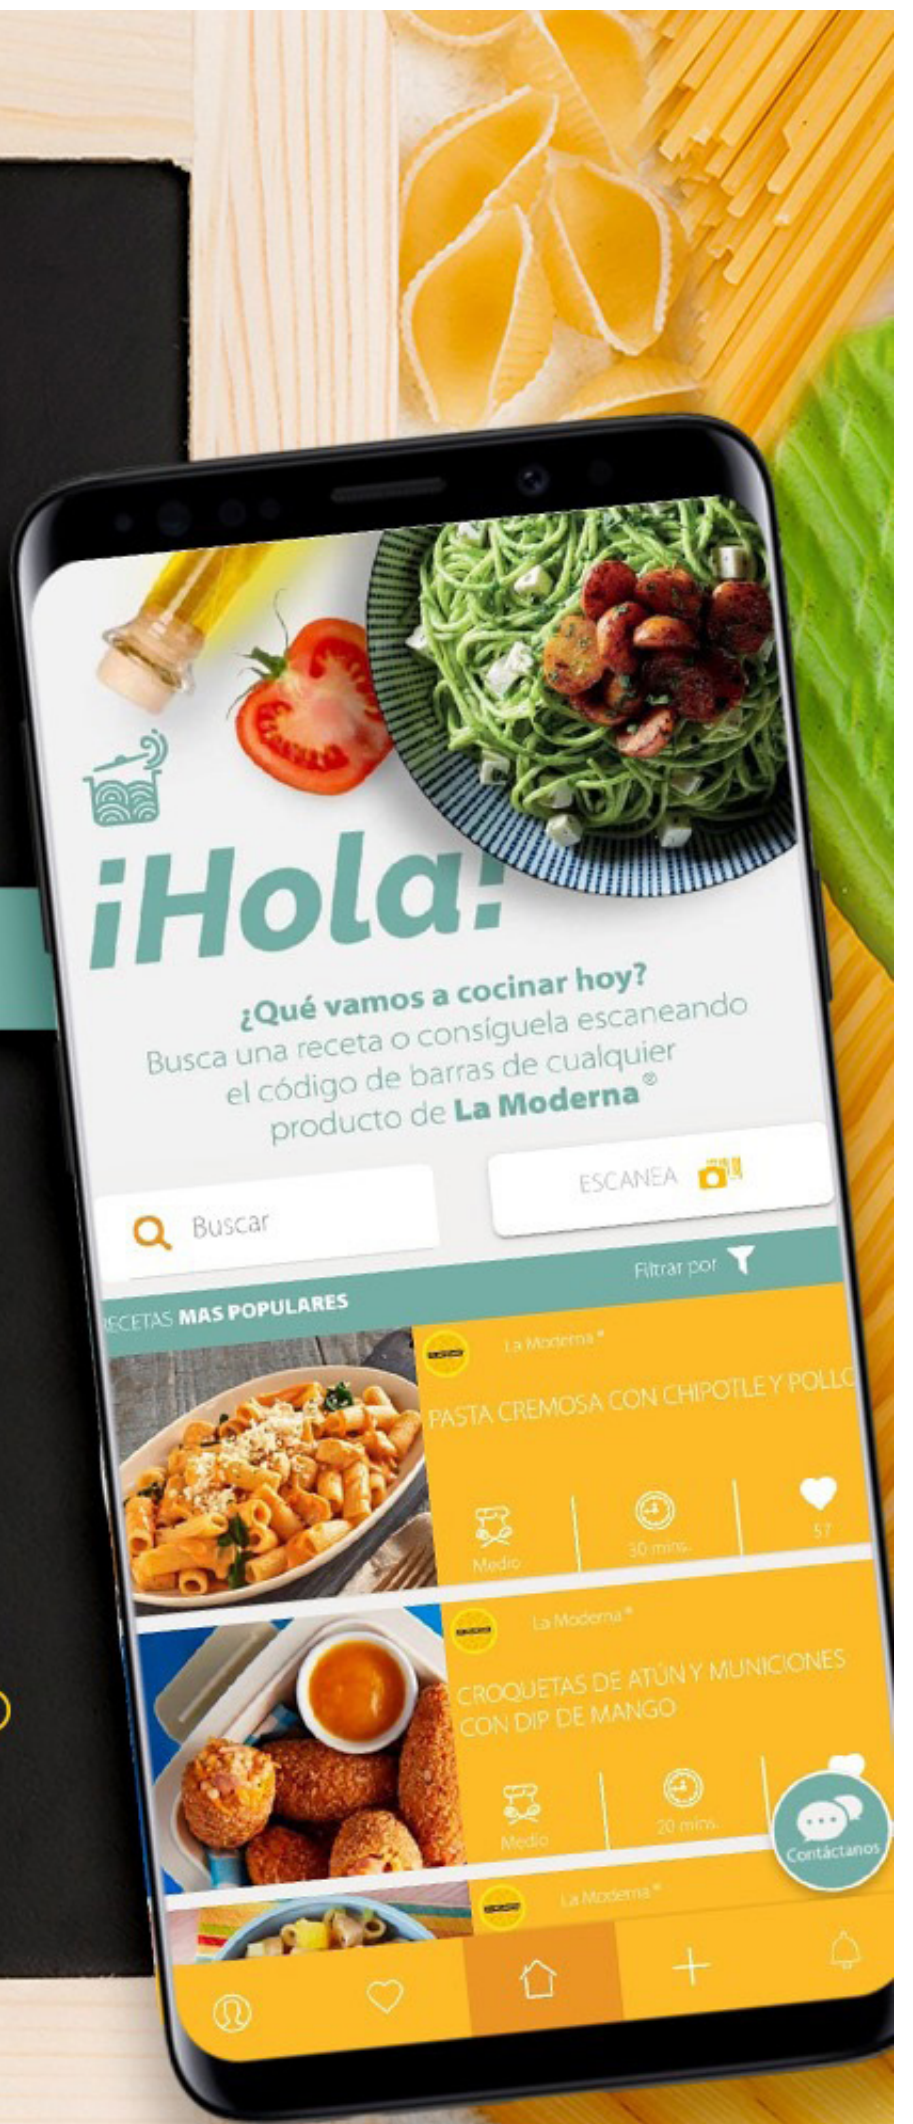 ¡Hola!
¿Qué vamos a cocinar hoy?
Busca una receta o consíguela escaneando
el código de barras de cualquier
producto de La Moderna®
Buscar
ESCANEA
RECETAS MAS POPULARES
Filtrar por
La Moderna®
PASTA CREMOSA CON CHIPOTLE Y POLLO
Medio
30 mins.
57
La Moderna®
CROQUETAS DE ATÚN Y MUNICIONES
CON DIP DE MANGO
Medio
20 mins.
Contáctanos
La Moderna®